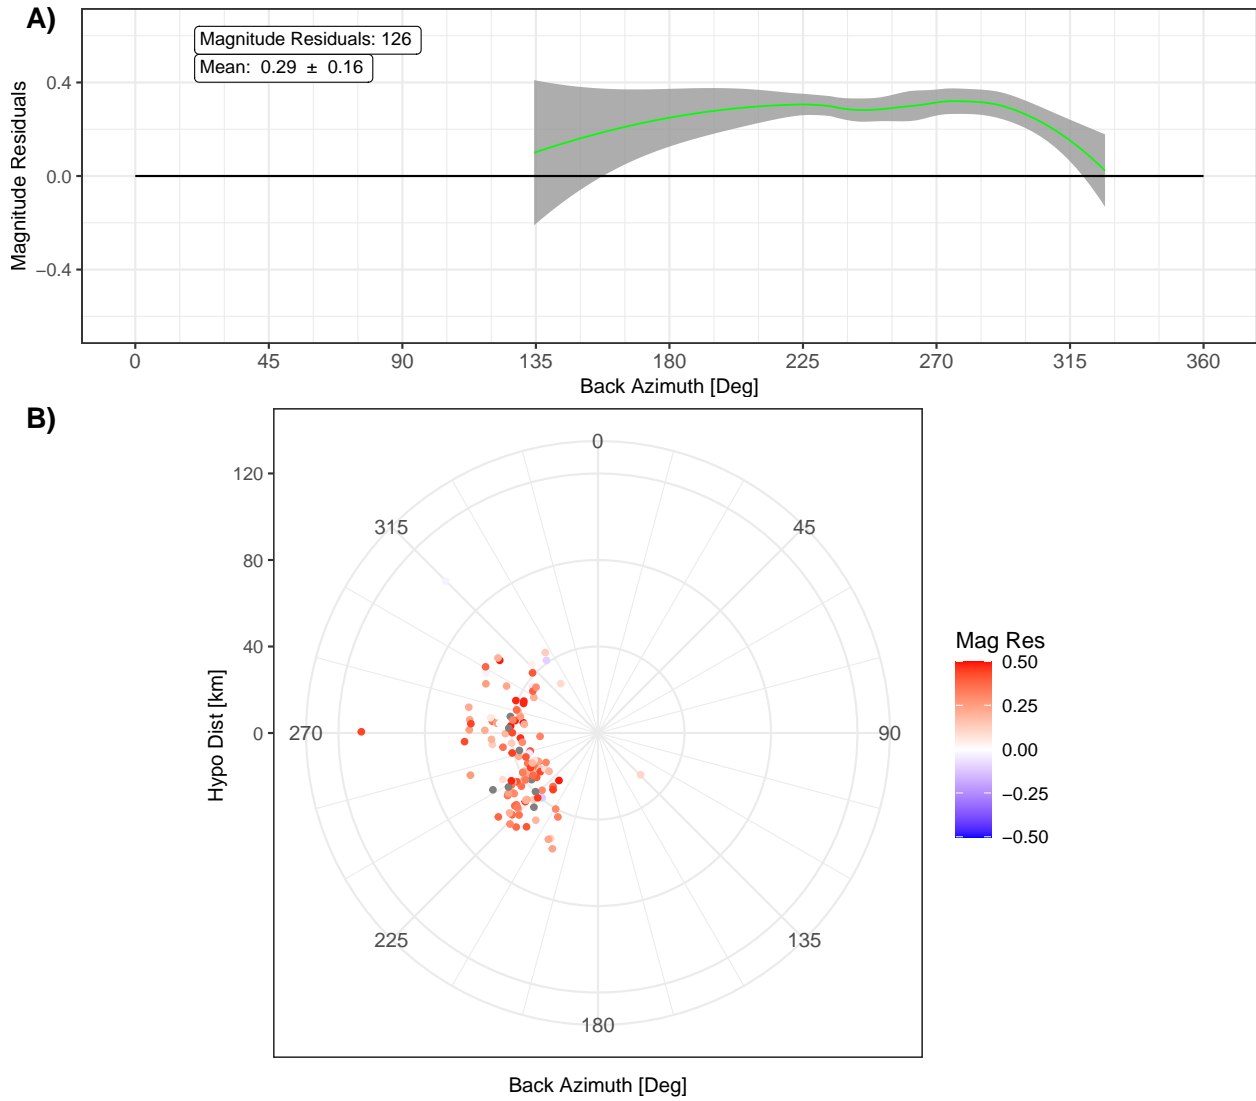 A)
Magnitude Residuals: 126
Mean:  0.29  ±  0.16
Magnitude Residuals
0.4
0.0
−0.4
0 45 90 135 180 225 270 315 360
Back Azimuth [Deg]
B)
Hypo Dist [km]
120
80
40
0
0
45
90
135
180
225
270
315
Back Azimuth [Deg]
Mag Res
0.50
0.25
0.00
−0.25
−0.50